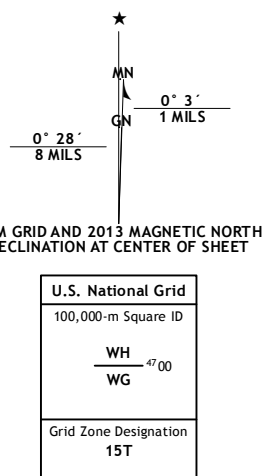 ★
MN
0° 3´
1 MILS
GN
0° 28´
8 MILS
M GRID AND 2013 MAGNETIC NORTH
ECLINATION AT CENTER OF SHEET
U.S. National Grid
100,000-m Square ID
WH
4700
WG
Grid Zone Designation
15T